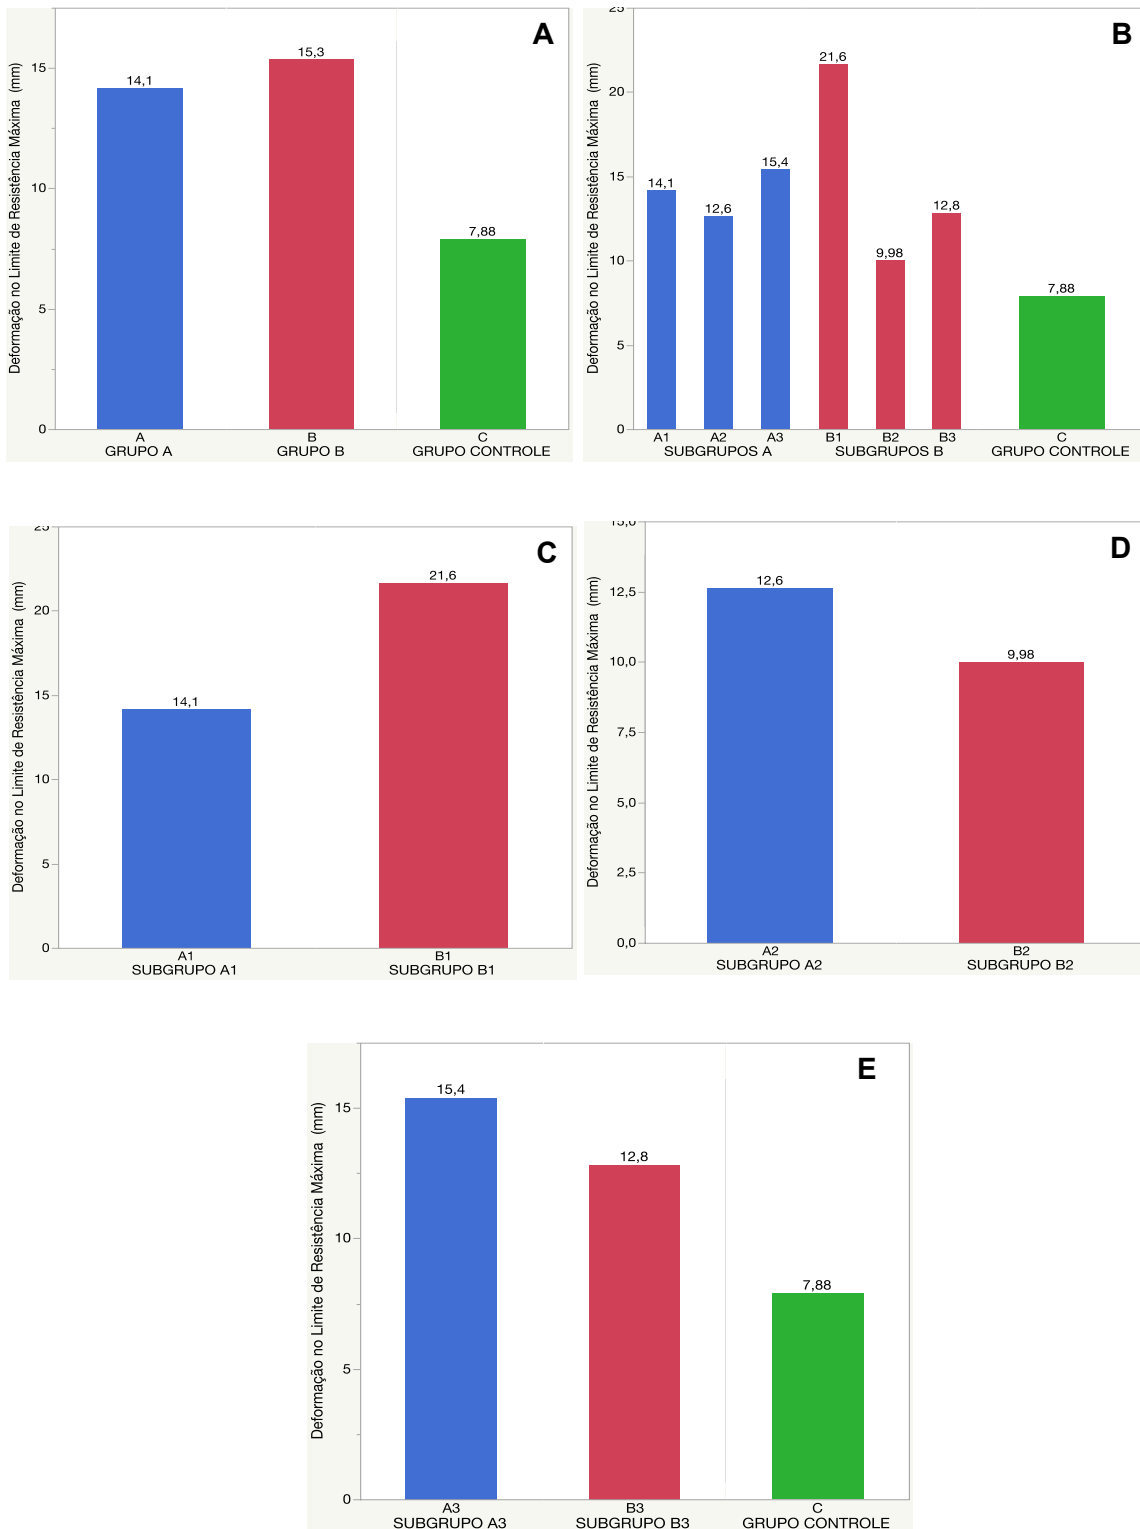 A
Deformação no Limite de Resistência Máxima (mm)
15
10
5
0
14,1
15,3
7,88
A B C
GRUPO A GRUPO B GRUPO CONTROLE
B
Deformação no Limite de Resistência Máxima (mm)
25
20
15
10
5
0
14,1
12,6
15,4
21,6
9,98
12,8
7,88
A1 A2 A3 B1 B2 B3 C
SUBGRUPOS A SUBGRUPOS B GRUPO CONTROLE
C
Deformação no Limite de Resistência Máxima (mm)
25
20
15
10
5
0
14,1
21,6
A1 B1
SUBGRUPO A1 SUBGRUPO B1
D
Deformação no Limite de Resistência Máxima (mm)
15,0
12,5
10,0
7,5
5,0
2,5
0,0
12,6
9,98
A2 B2
SUBGRUPO A2 SUBGRUPO B2
E
Deformação no Limite de Resistência Máxima (mm)
15
10
5
0
15,4
12,8
7,88
A3 B3 C
SUBGRUPO A3 SUBGRUPO B3 GRUPO CONTROLE